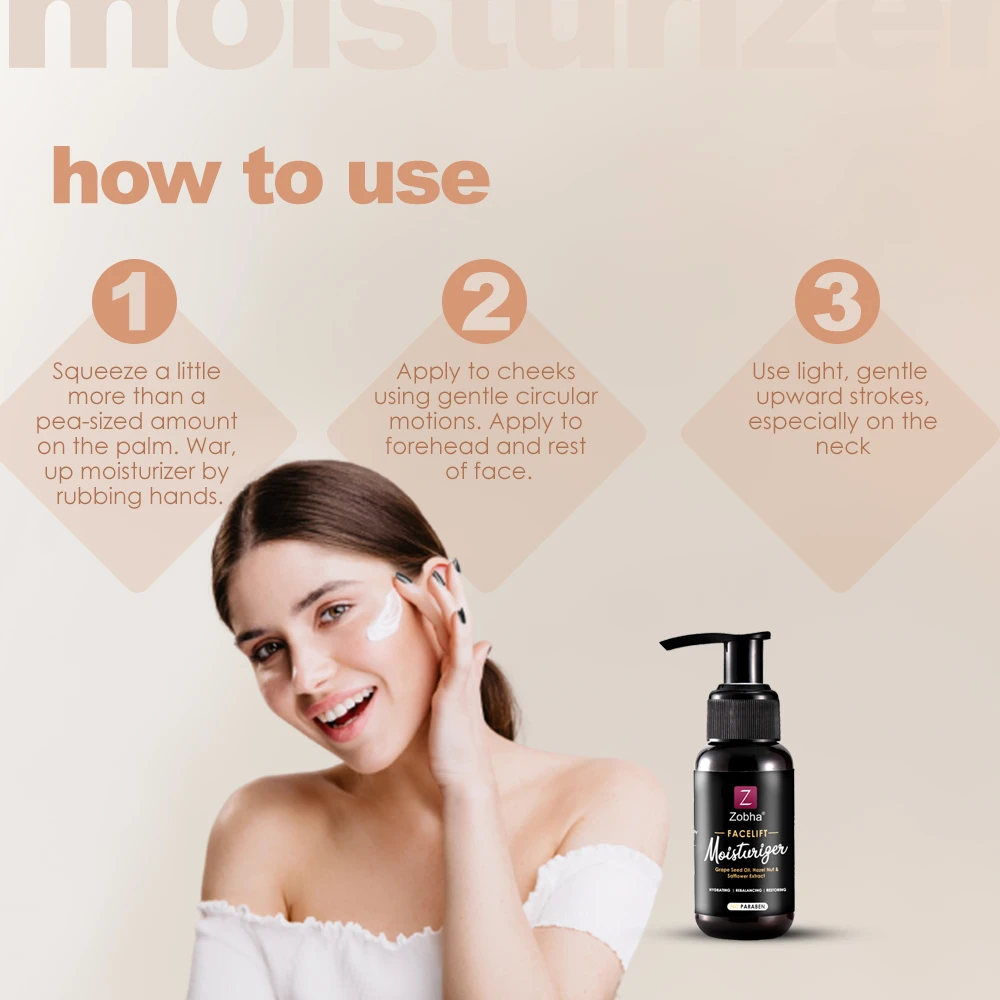 moisturizer
how to use
1
Squeeze a little
more than a
pea-sized amount
on the palm. War,
up moisturizer by
rubbing hands.
2
Apply to cheeks
using gentle circular
motions. Apply to
forehead and rest
of face.
3
Use light, gentle
upward strokes,
especially on the
neck
Z
Zobha®
FACELIFT
Moisturizer
Grape Seed Oil, Hazel Nut &
Safflower Extract
HYDRATING | REBALANCING | RESTORING
NO PARABEN